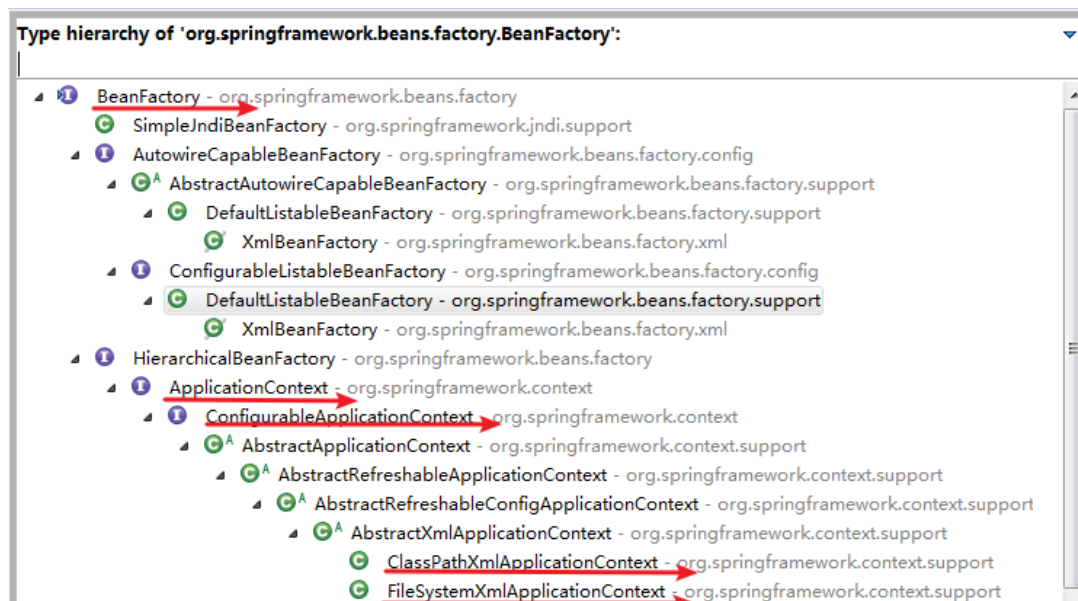 Type hierarchy of 'org.springframework.beans.factory.BeanFactory':
BeanFactory - org.springframework.beans.factory
SimpleJndiBeanFactory - org.springframework.jndi.support
AutowireCapableBeanFactory - org.springframework.beans.factory.config
AbstractAutowireCapableBeanFactory - org.springframework.beans.factory.support
DefaultListableBeanFactory - org.springframework.beans.factory.support
XmlBeanFactory - org.springframework.beans.factory.xml
ConfigurableListableBeanFactory - org.springframework.beans.factory.config
DefaultListableBeanFactory - org.springframework.beans.factory.support
XmlBeanFactory - org.springframework.beans.factory.xml
HierarchicalBeanFactory - org.springframework.beans.factory
ApplicationContext - org.springframework.context
ConfigurableApplicationContext - org.springframework.context
AbstractApplicationContext - org.springframework.context.support
AbstractRefreshableApplicationContext - org.springframework.context.support
AbstractRefreshableConfigApplicationContext - org.springframework.context.support
AbstractXmlApplicationContext - org.springframework.context.support
ClassPathXmlApplicationContext - org.springframework.context.support
FileSystemXmlApplicationContext - org.springframework.context.support